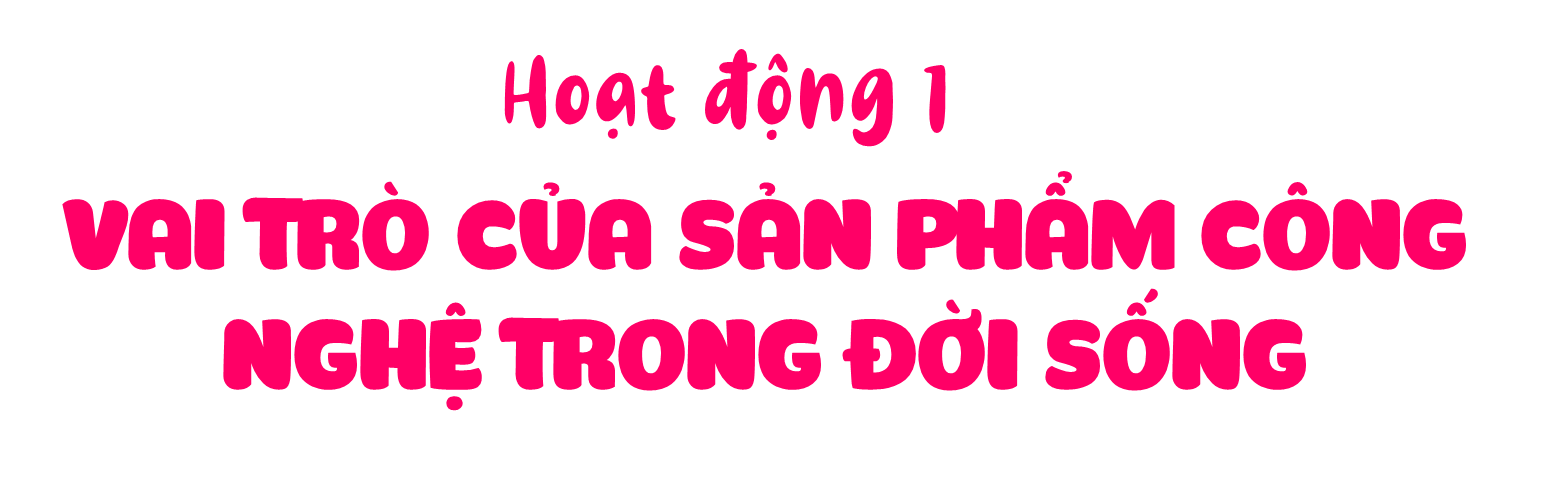 Hoạt động 1
VAI TRÒ CỦA SẢN PHẨM CÔNG
NGHỆ TRONG ĐỜI SỐNG